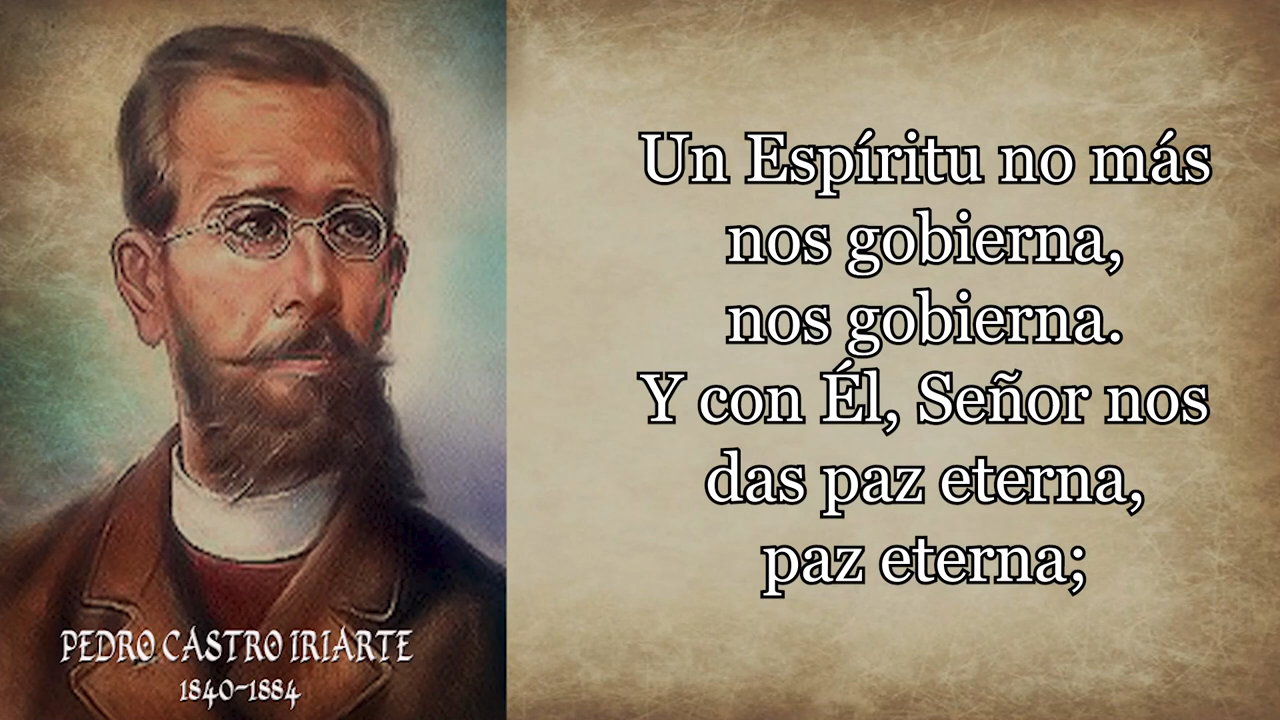 Un Espíritu no más
nos gobierna,
nos gobierna.
Y con Él, Señor nos
das paz eterna,
paz eterna;
PEDRO CASTRO IRIARTE
1840-1884